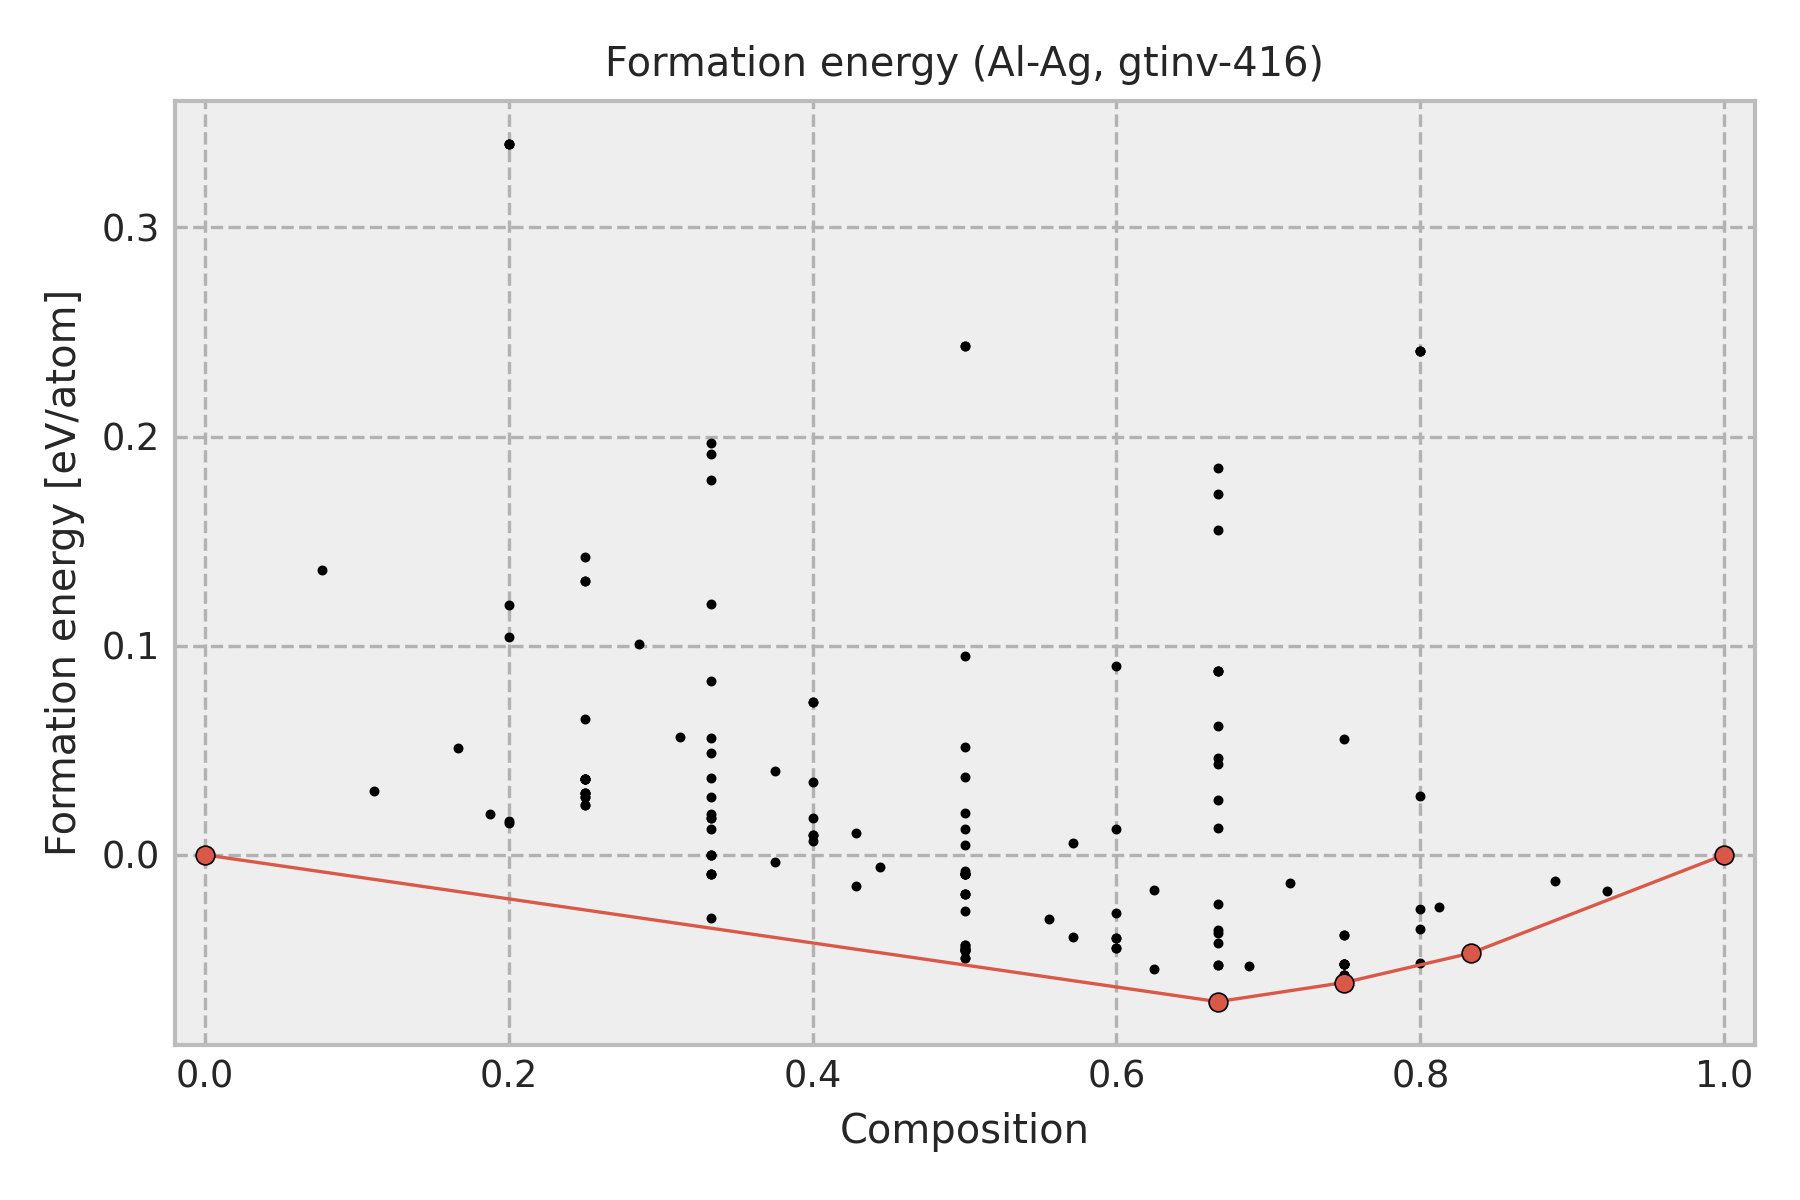 Formation energy (Al-Ag, gtinv-416)
Formation energy [eV/atom]
0.3
0.2
0.1
0.0
0.0 0.2 0.4 0.6 0.8 1.0
Composition